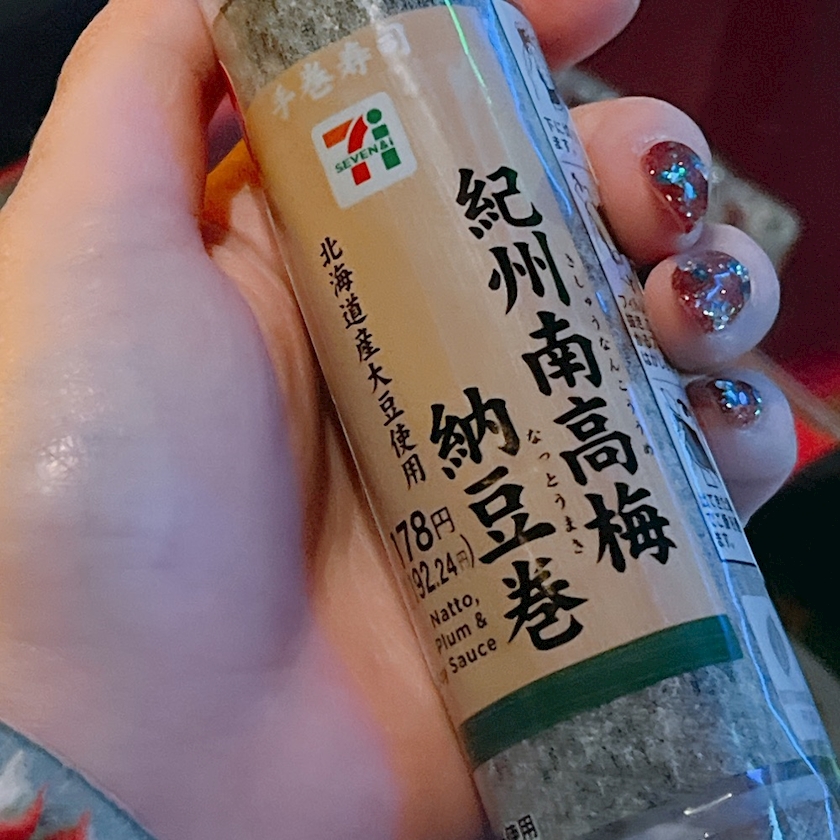 手巻寿司
SEVEN&i
紀州南高梅
きしゅうなんこううめ
納豆巻
なっとうまき
北海道産大豆使用
178円
192.24円)
Natto,
Plum &
Sauce
使用